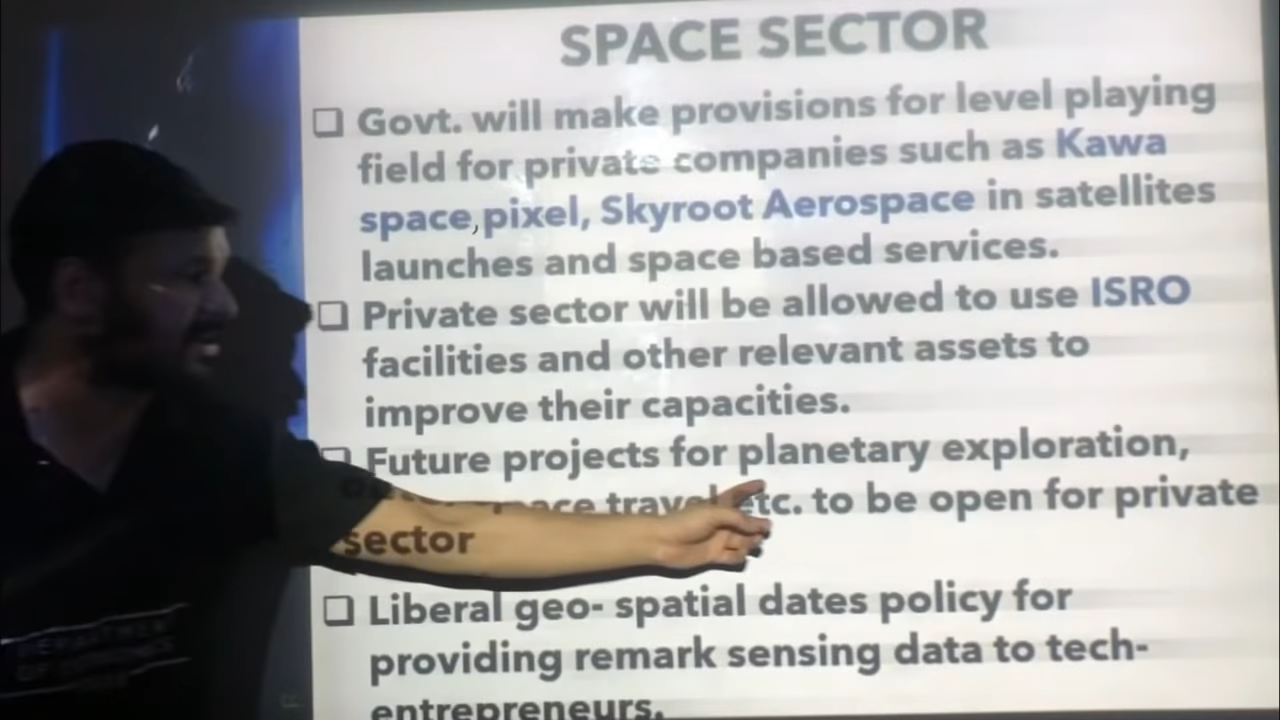 SPACE SECTOR
❑ Govt. will make provisions for level playing
field for private companies such as Kawa
space,pixel, Skyroot Aerospace in satellites
launches and space based services.
❑ Private sector will be allowed to use ISRO
facilities and other relevant assets to
improve their capacities.
❑ Future projects for planetary exploration,
travel etc. to be open for private
sector
❑ Liberal geo- spatial dates policy for
providing remark sensing data to tech-
entrepreneurs.